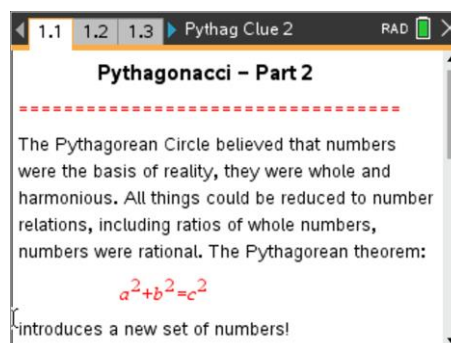 1.1 1.2 1.3 Pythag Clue 2 RAD
Pythagonacci – Part 2
=================================
The Pythagorean Circle believed that numbers
were the basis of reality, they were whole and
harmonious. All things could be reduced to number
relations, including ratios of whole numbers,
numbers were rational. The Pythagorean theorem:
a²+b²=c²
introduces a new set of numbers!